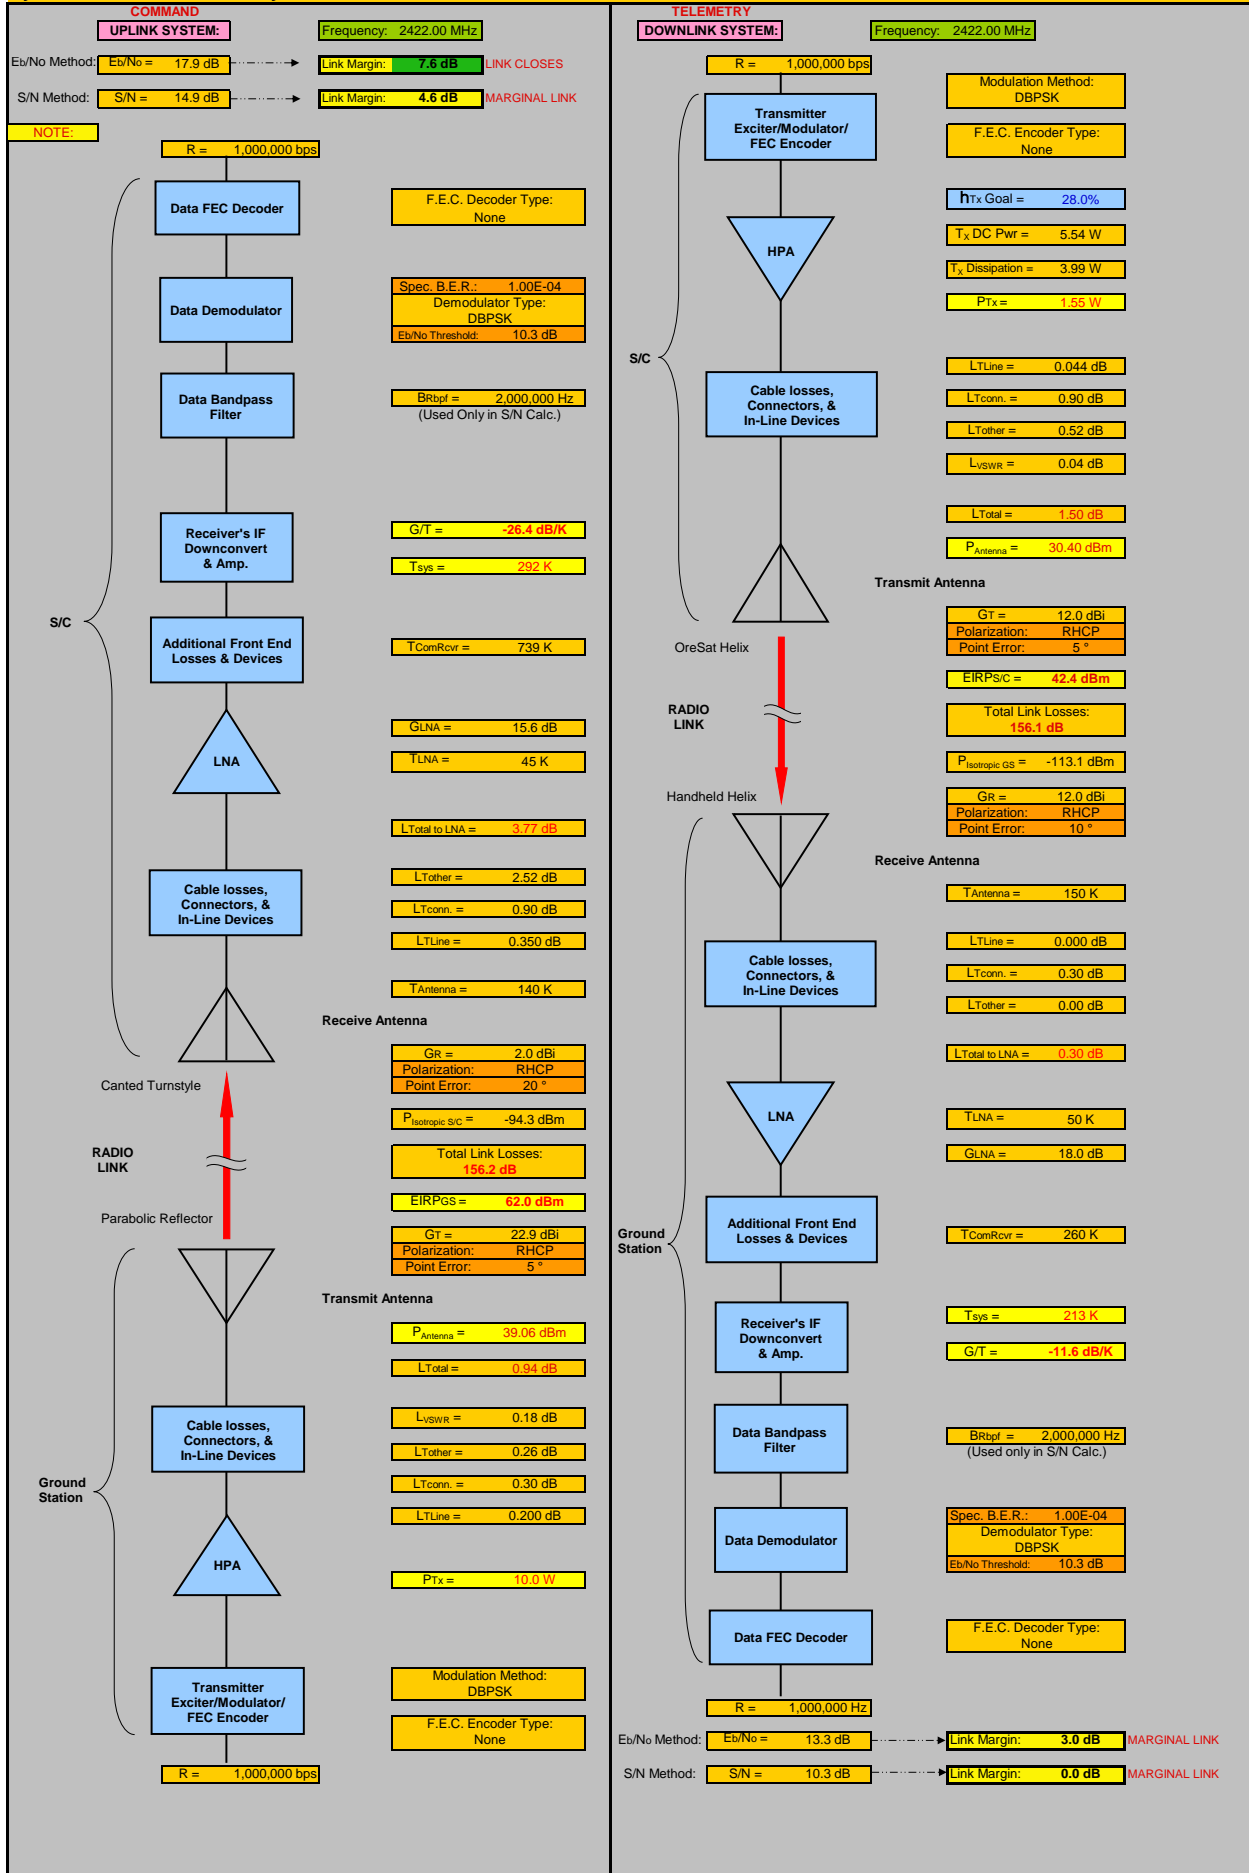 COMMAND
UPLINK SYSTEM:
Frequency: 2422.00 MHz
Eb/No Method:
Eb/No = 17.9 dB
Link Margin: 7.6 dB
LINK CLOSES
S/N Method:
S/N = 14.9 dB
Link Margin: 4.6 dB
MARGINAL LINK
NOTE:
R = 1,000,000 bps
Data FEC Decoder
F.E.C. Decoder Type:
None
Data Demodulator
Spec. B.E.R.: 1.00E-04
Demodulator Type:
DBPSK
Eb/No Threshold: 10.3 dB
Data Bandpass
Filter
BRbpf = 2,000,000 Hz
(Used Only in S/N Calc.)
Receiver's IF
Downconvert
& Amp.
G/T = -26.4 dB/K
Tsys = 292 K
S/C
Additional Front End
Losses & Devices
TComRcvr = 739 K
LNA
GLNA = 15.6 dB
TLNA = 45 K
LTotal to LNA = 3.77 dB
Cable losses,
Connectors, &
In-Line Devices
LTother = 2.52 dB
LTconn. = 0.90 dB
LTLine = 0.350 dB
TAntenna = 140 K
Receive Antenna
Canted Turnstyle
GR = 2.0 dBi
Polarization: RHCP
Point Error: 20 °
PIsotropic S/C = -94.3 dBm
RADIO
LINK
Total Link Losses:
156.2 dB
EIRPGS = 62.0 dBm
Parabolic Reflector
GT = 22.9 dBi
Polarization: RHCP
Point Error: 5 °
Transmit Antenna
PAntenna = 39.06 dBm
LTotal = 0.94 dB
Cable losses,
Connectors, &
In-Line Devices
LVSWR = 0.18 dB
LTother = 0.26 dB
LTconn. = 0.30 dB
LTLine = 0.200 dB
Ground
Station
HPA
PTx = 10.0 W
Transmitter
Exciter/Modulator/
FEC Encoder
Modulation Method:
DBPSK
F.E.C. Encoder Type:
None
R = 1,000,000 bps
TELEMETRY
DOWNLINK SYSTEM:
Frequency: 2422.00 MHz
R = 1,000,000 bps
Transmitter
Exciter/Modulator/
FEC Encoder
Modulation Method:
DBPSK
F.E.C. Encoder Type:
None
HPA
hTx Goal = 28.0%
TX DC Pwr = 5.54 W
TX Dissipation = 3.99 W
PTx = 1.55 W
S/C
Cable losses,
Connectors, &
In-Line Devices
LTLine = 0.044 dB
LTconn. = 0.90 dB
LTother = 0.52 dB
LVSWR = 0.04 dB
LTotal = 1.50 dB
PAntenna = 30.40 dBm
Transmit Antenna
OreSat Helix
GT = 12.0 dBi
Polarization: RHCP
Point Error: 5 °
EIRPS/C = 42.4 dBm
RADIO
LINK
Total Link Losses:
156.1 dB
PIsotropic GS = -113.1 dBm
Handheld Helix
GR = 12.0 dBi
Polarization: RHCP
Point Error: 10 °
Receive Antenna
TAntenna = 150 K
Cable losses,
Connectors, &
In-Line Devices
LTLine = 0.000 dB
LTconn. = 0.30 dB
LTother = 0.00 dB
LTotal to LNA = 0.30 dB
LNA
TLNA = 50 K
GLNA = 18.0 dB
Ground
Station
Additional Front End
Losses & Devices
TComRcvr = 260 K
Receiver's IF
Downconvert
& Amp.
Tsys = 213 K
G/T = -11.6 dB/K
Data Bandpass
Filter
BRbpf = 2,000,000 Hz
(Used only in S/N Calc.)
Data Demodulator
Spec. B.E.R.: 1.00E-04
Demodulator Type:
DBPSK
Eb/No Threshold: 10.3 dB
Data FEC Decoder
F.E.C. Decoder Type:
None
R = 1,000,000 Hz
Eb/No Method:
Eb/No = 13.3 dB
Link Margin: 3.0 dB
MARGINAL LINK
S/N Method:
S/N = 10.3 dB
Link Margin: 0.0 dB
MARGINAL LINK